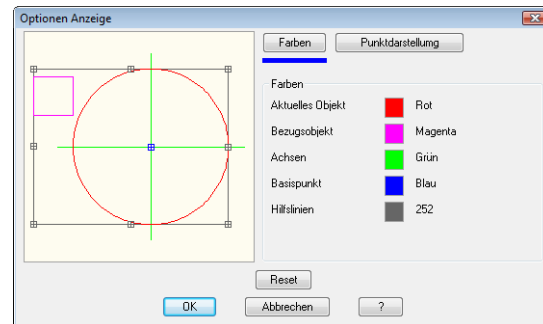 Optionen Anzeige
Farben
Punktdarstellung
Farben
Aktuelles Objekt Rot
Bezugsobjekt Magenta
Achsen Grün
Basispunkt Blau
Hilfslinien 252
Reset
OK Abbrechen ?